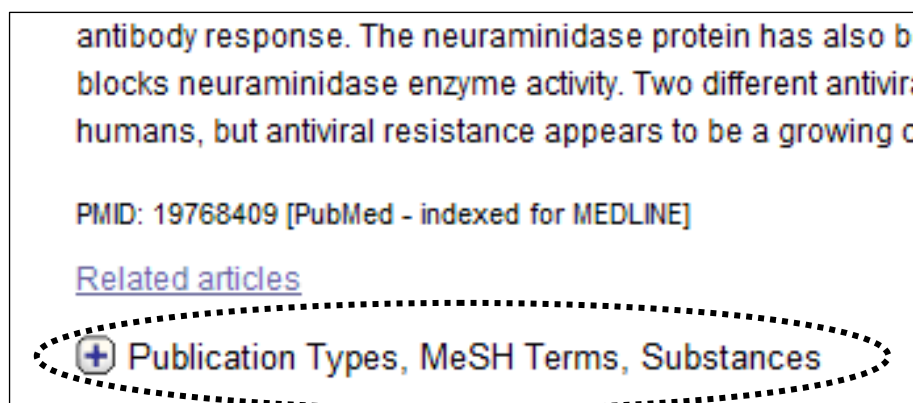 antibody response. The neuraminidase protein has also b
blocks neuraminidase enzyme activity. Two different antivir
humans, but antiviral resistance appears to be a growing
PMID: 19768409 [PubMed - indexed for MEDLINE]
Related articles
Publication Types, MeSH Terms, Substances